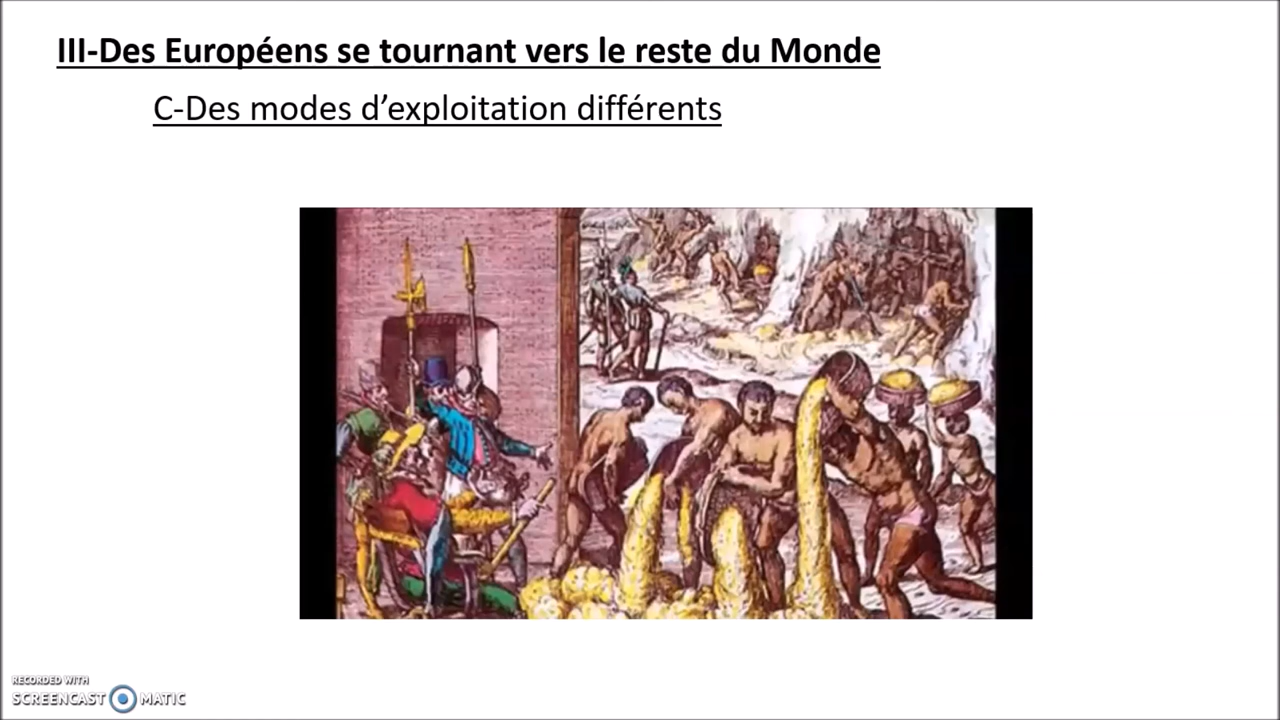 III-Des Européens se tournant vers le reste du Monde
C-Des modes d’exploitation différents
RECORDED WITH
SCREENCAST MATIC